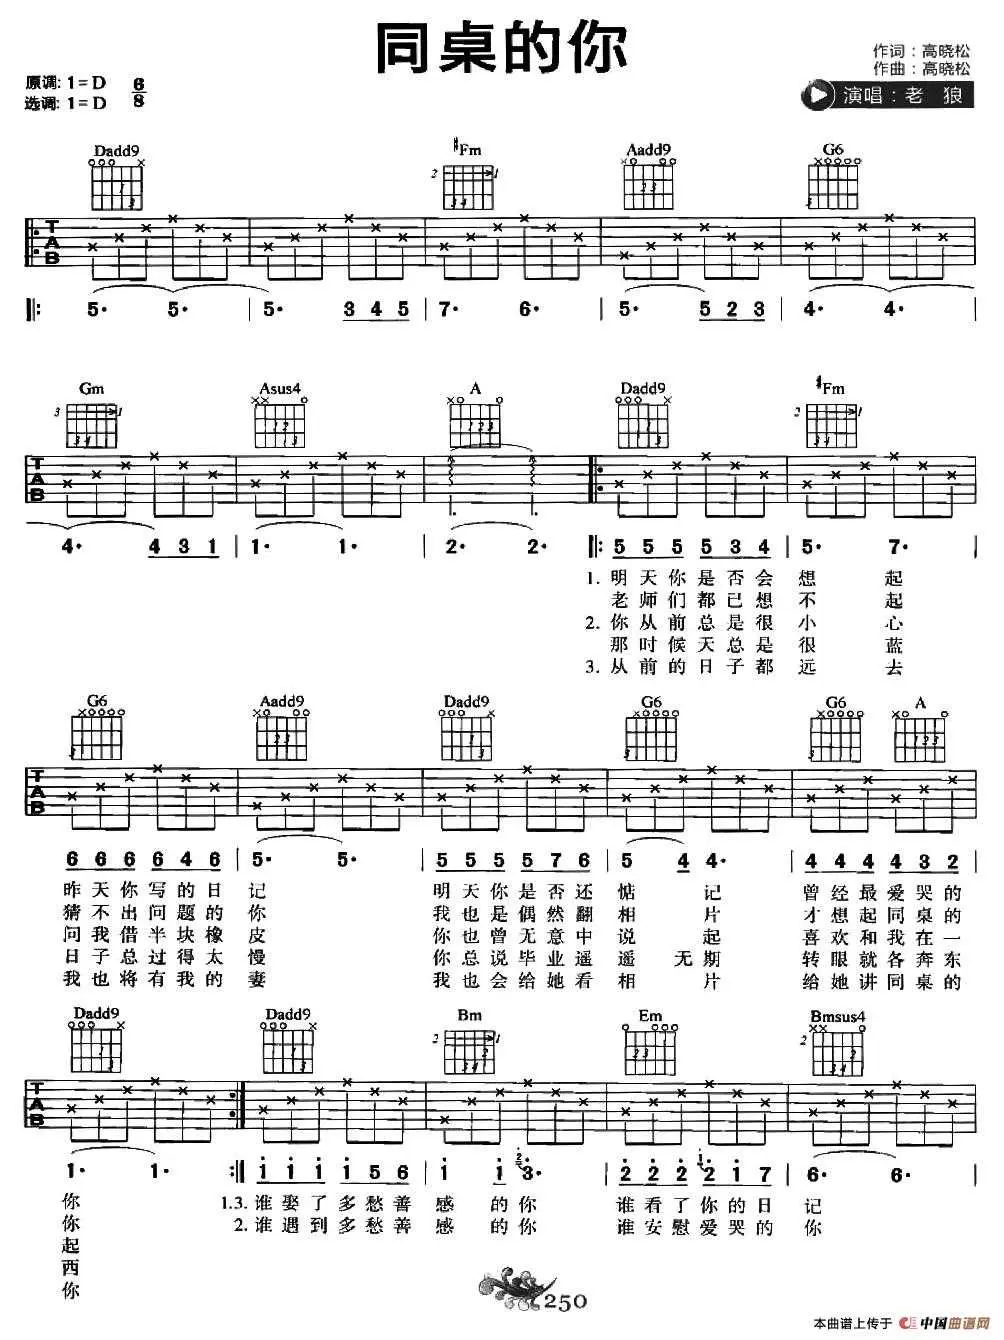 同桌的你
作词：高晓松
作曲：高晓松
演唱：老 狼
原调: 1=D 6/8
选调: 1=D
Dadd9 #Fm Aadd9 G6
2 1
T A B
5· 5· 5· 3 4 5 7· 6· 5· 5 2 3 4· 4·
Gm Asus4 A Dadd9 #Fm
3 1 2 1
T A B
4· 4 3 1 1· 1· 2· 2· 5 5 5 5 3 4 5· 7·
1. 明天你是否会想起
老师们都已想不起
2. 你从前总是很小心
那时候天总是很蓝
3. 从前的日子都远去
G6 Aadd9 Dadd9 G6 G6 A
T A B
6 6 6 6 4 6 5· 5· 5 5 5 5 7 6 5 4 4· 4 4 4 4 3 2
昨天你写的日记 明天你是否还惦记 曾经最爱哭的
猜不出问题的你 我也是偶然翻相片 才想起同桌的
问我借半块橡皮 你也曾无意中说起 喜欢和我在一
日子总过得太慢 你总说毕业遥遥无期 转眼就各奔东
我也将有我的妻 我也会给她看相片 给她讲同桌的
Dadd9 Dadd9 Bm Em Bmsus4
2 1 2
T A B
1· 1· 1 1 1 1 5 6 1 1 3· 2 2 2 2 1 7 6· 6·
你 1.3. 谁娶了多愁善感的你 谁看了你的日记
你 2. 谁遇到多愁善感的你 谁安慰爱哭的你
起
西
你
250
本曲谱上传于 中国曲谱网